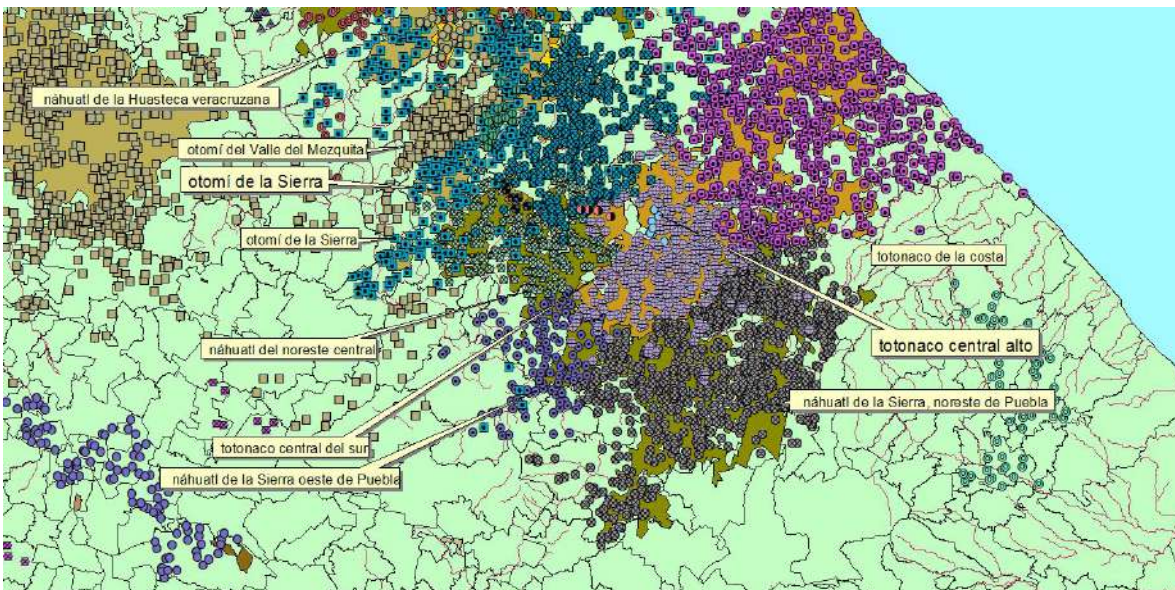 náhuatl de la Huasteca veracruzana
otomí del Valle del Mezquita
otomí de la Sierra
otomí de la Sierra
totonaco de la costa
náhuatl del noreste central
totonaco central alto
náhuatl de la Sierra, noreste de Puebla
totonaco central del sur
náhuatl de la Sierra oeste de Puebla